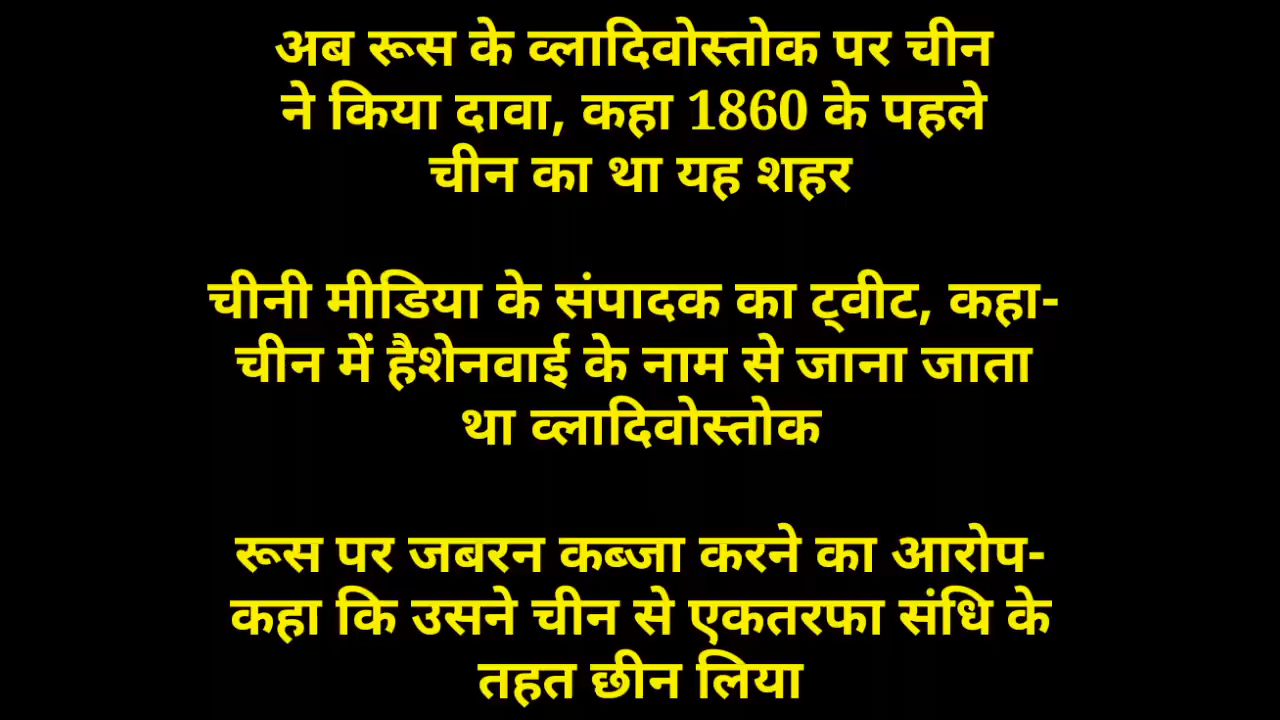 अब रूस के व्लादिवोस्तोक पर चीन
ने किया दावा, कहा 1860 के पहले
चीन का था यह शहर
चीनी मीडिया के संपादक का ट्वीट, कहा-
चीन में हैशेनवाई के नाम से जाना जाता
था व्लादिवोस्तोक
रूस पर जबरन कब्जा करने का आरोप-
कहा कि उसने चीन से एकतरफा संधि के
तहत छीन लिया